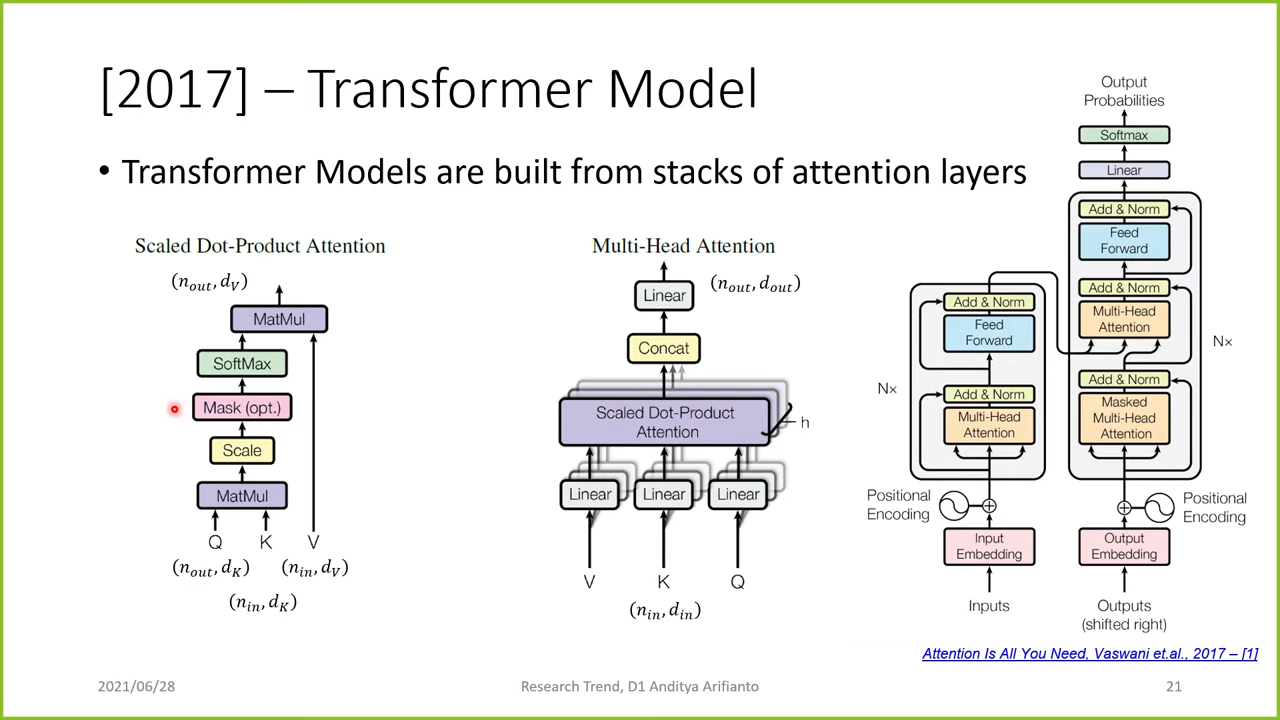 [2017] – Transformer Model
• Transformer Models are built from stacks of attention layers
Scaled Dot-Product Attention
(n_out, d_V)
MatMul
SoftMax
Mask (opt.)
Scale
MatMul
Q K V
(n_out, d_K) (n_in, d_V)
(n_in, d_K)
Multi-Head Attention
(n_out, d_out)
Linear
Concat
Scaled Dot-Product
Attention
h
Linear Linear Linear
V K Q
(n_in, d_in)
Output
Probabilities
Softmax
Linear
Add & Norm
Feed
Forward
Add & Norm
Multi-Head
Attention
Add & Norm
Masked
Multi-Head
Attention
N×
Positional
Encoding
Output
Embedding
Outputs
(shifted right)
Add & Norm
Feed
Forward
N×
Add & Norm
Multi-Head
Attention
Positional
Encoding
Input
Embedding
Inputs
Attention Is All You Need, Vaswani et.al., 2017 – [1]
2021/06/28
Research Trend, D1 Anditya Arifianto
21